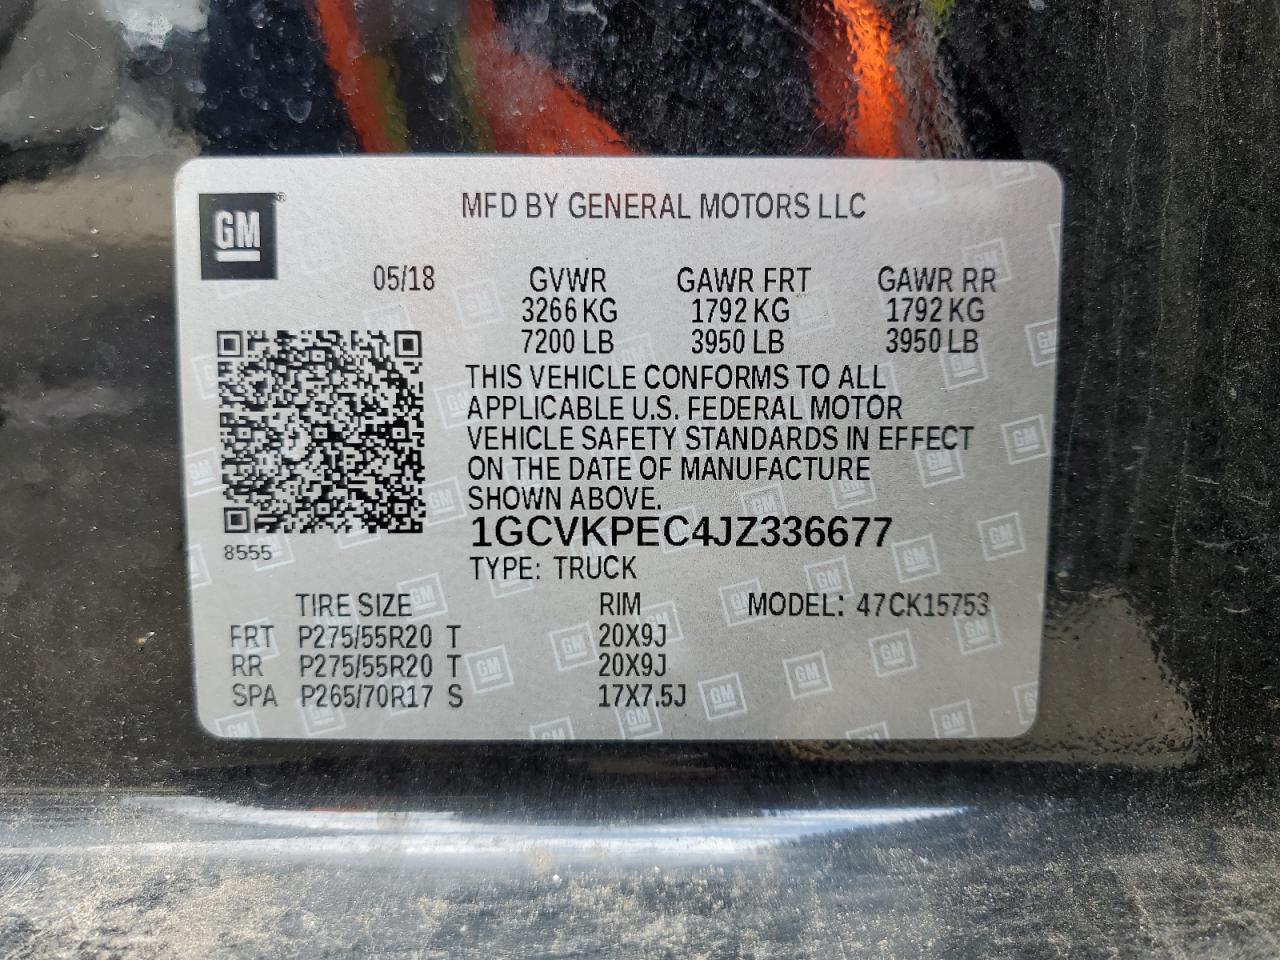 GM
MFD BY GENERAL MOTORS LLC
05/18 GVWR GAWR FRT GAWR RR
3266 KG 1792 KG 1792 KG
7200 LB 3950 LB 3950 LB
THIS VEHICLE CONFORMS TO ALL
APPLICABLE U.S. FEDERAL MOTOR
VEHICLE SAFETY STANDARDS IN EFFECT
ON THE DATE OF MANUFACTURE
SHOWN ABOVE.
1GCVKPEC4JZ336677
8555
TYPE: TRUCK
TIRE SIZE RIM MODEL: 47CK15753
FRT P275/55R20 T 20X9J
RR P275/55R20 T 20X9J
SPA P265/70R17 S 17X7.5J